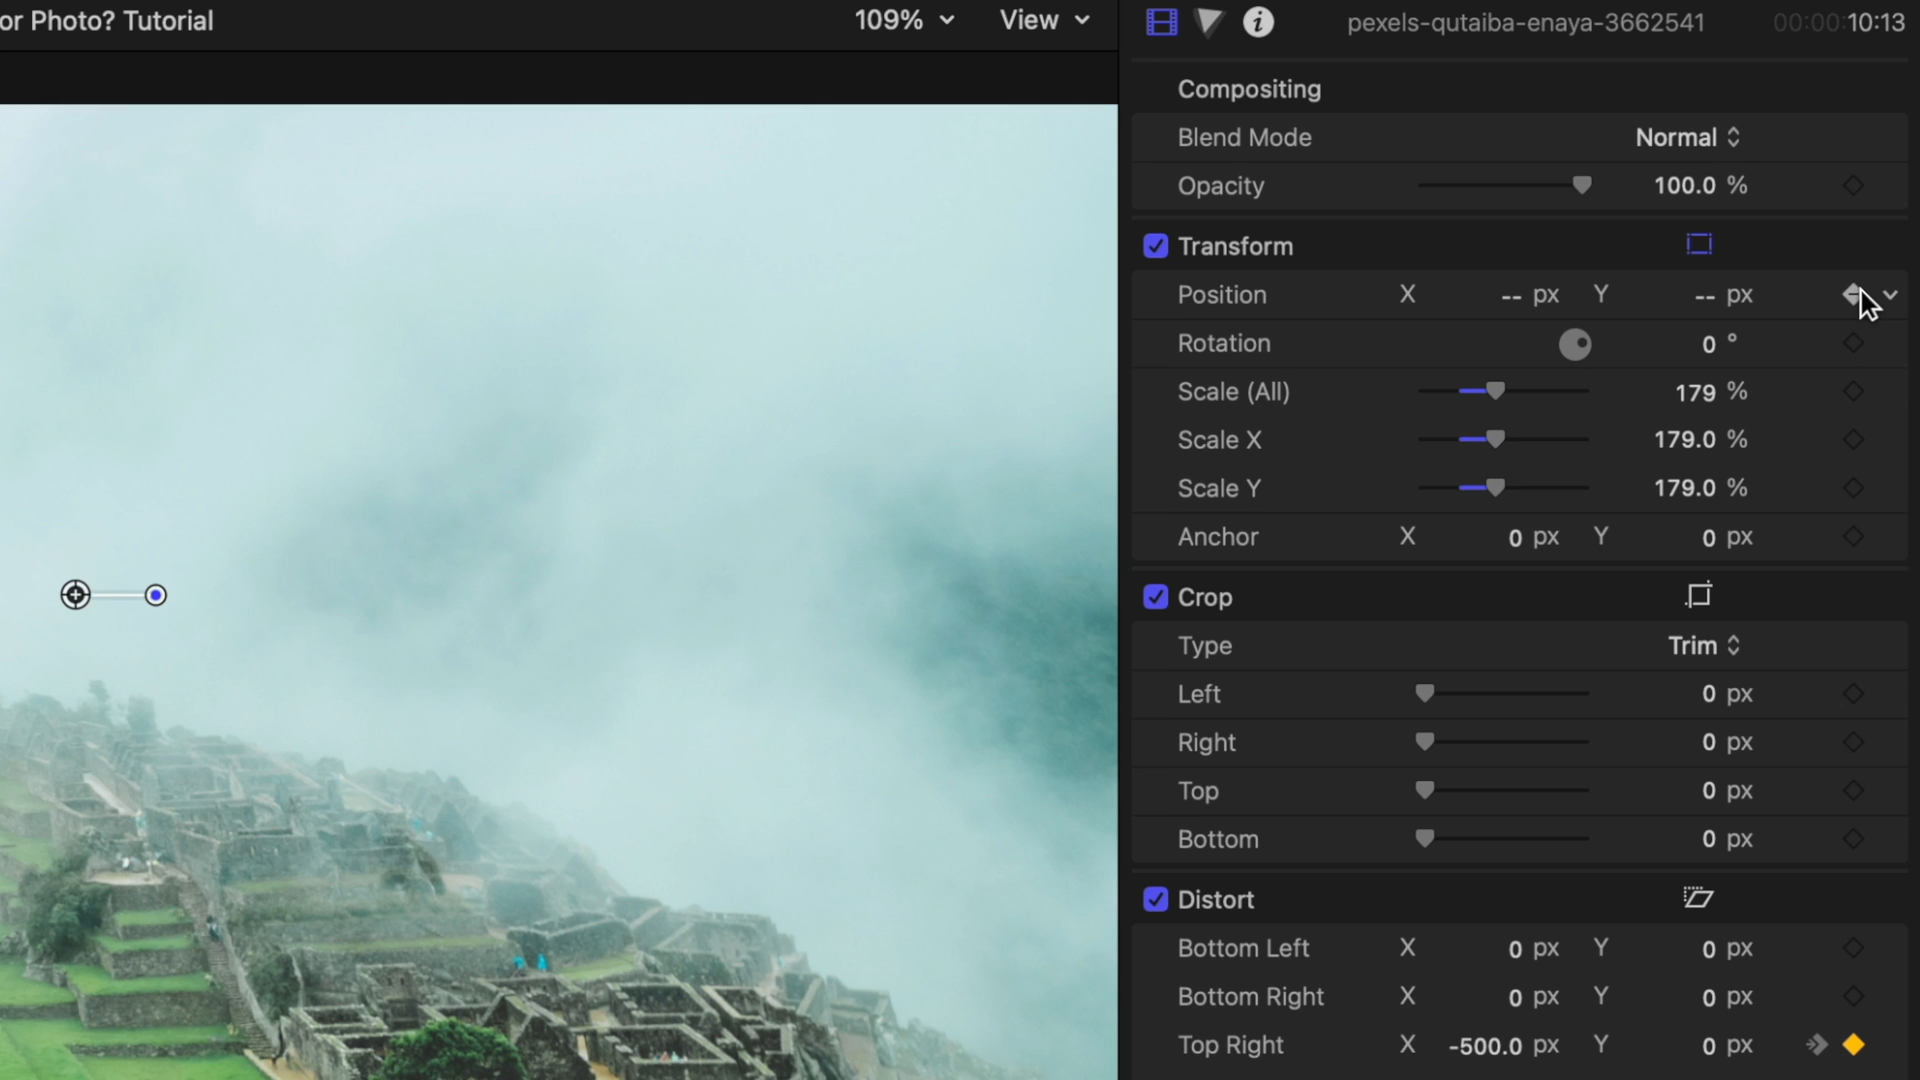 or Photo? Tutorial
109%
View
pexels-qutaiba-enaya-3662541
00:00:10:13
Compositing
Blend Mode Normal
Opacity 100.0 %
Transform
Position X -- px Y -- px
Rotation 0 °
Scale (All) 179 %
Scale X 179.0 %
Scale Y 179.0 %
Anchor X 0 px Y 0 px
Crop
Type Trim
Left 0 px
Right 0 px
Top 0 px
Bottom 0 px
Distort
Bottom Left X 0 px Y 0 px
Bottom Right X 0 px Y 0 px
Top Right X -500.0 px Y 0 px